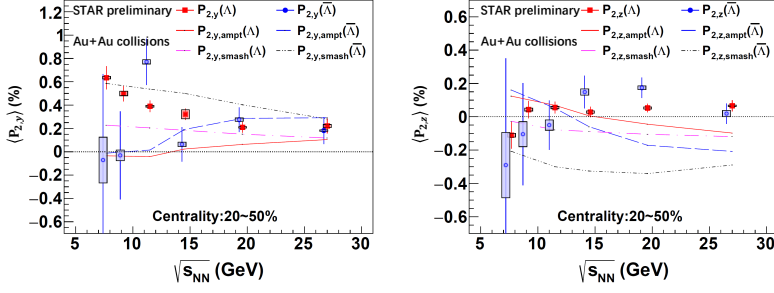 STAR preliminary
Au+Au collisions
P2,y(Λ)
P2,y(Λ̅)
P2,y,ampt(Λ)
P2,y,ampt(Λ̅)
P2,y,smash(Λ)
P2,y,smash(Λ̅)
⟨P2,y⟩ (%)
0.8
0.6
0.4
0.2
0
−0.2
−0.4
−0.6
Centrality:20~50%
5 10 15 20 25 30
√sNN (GeV)
STAR preliminary
Au+Au collisions
P2,z(Λ)
P2,z(Λ̅)
P2,z,ampt(Λ)
P2,z,ampt(Λ̅)
P2,z,smash(Λ)
P2,z,smash(Λ̅)
⟨P2,z⟩ (%)
0.6
0.4
0.2
0.0
−0.2
−0.4
−0.6
Centrality:20~50%
5 10 15 20 25 30
√sNN (GeV)